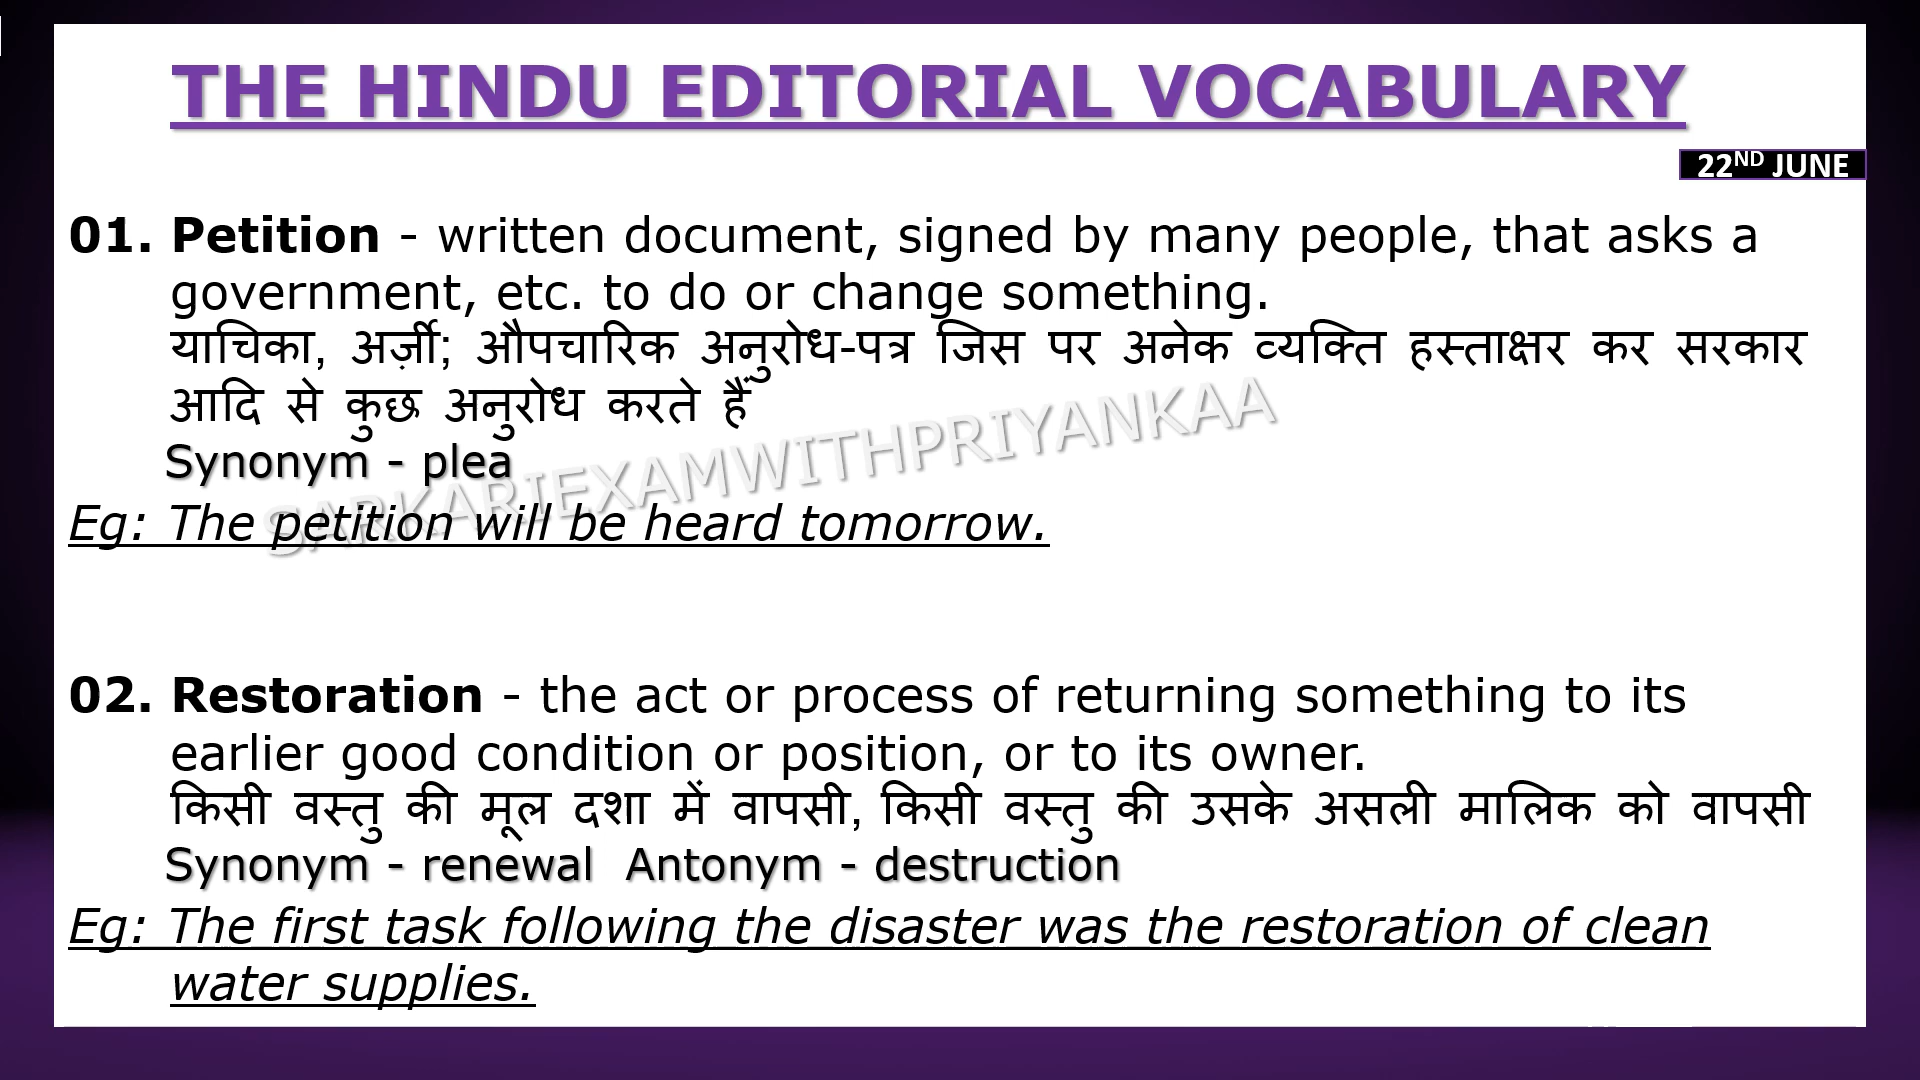 THE HINDU EDITORIAL VOCABULARY
22ND JUNE
01. Petition - written document, signed by many people, that asks a
government, etc. to do or change something.
याचिका, अर्ज़ी; औपचारिक अनुरोध-पत्र जिस पर अनेक व्यक्ति हस्ताक्षर कर सरकार
आदि से कुछ अनुरोध करते हैं
Synonym - plea
SARKARIEXAMWITHPRIYANKAA
Eg: The petition will be heard tomorrow.
02. Restoration - the act or process of returning something to its
earlier good condition or position, or to its owner.
किसी वस्तु की मूल दशा में वापसी, किसी वस्तु की उसके असली मालिक को वापसी
Synonym - renewal  Antonym - destruction
Eg: The first task following the disaster was the restoration of clean
water supplies.